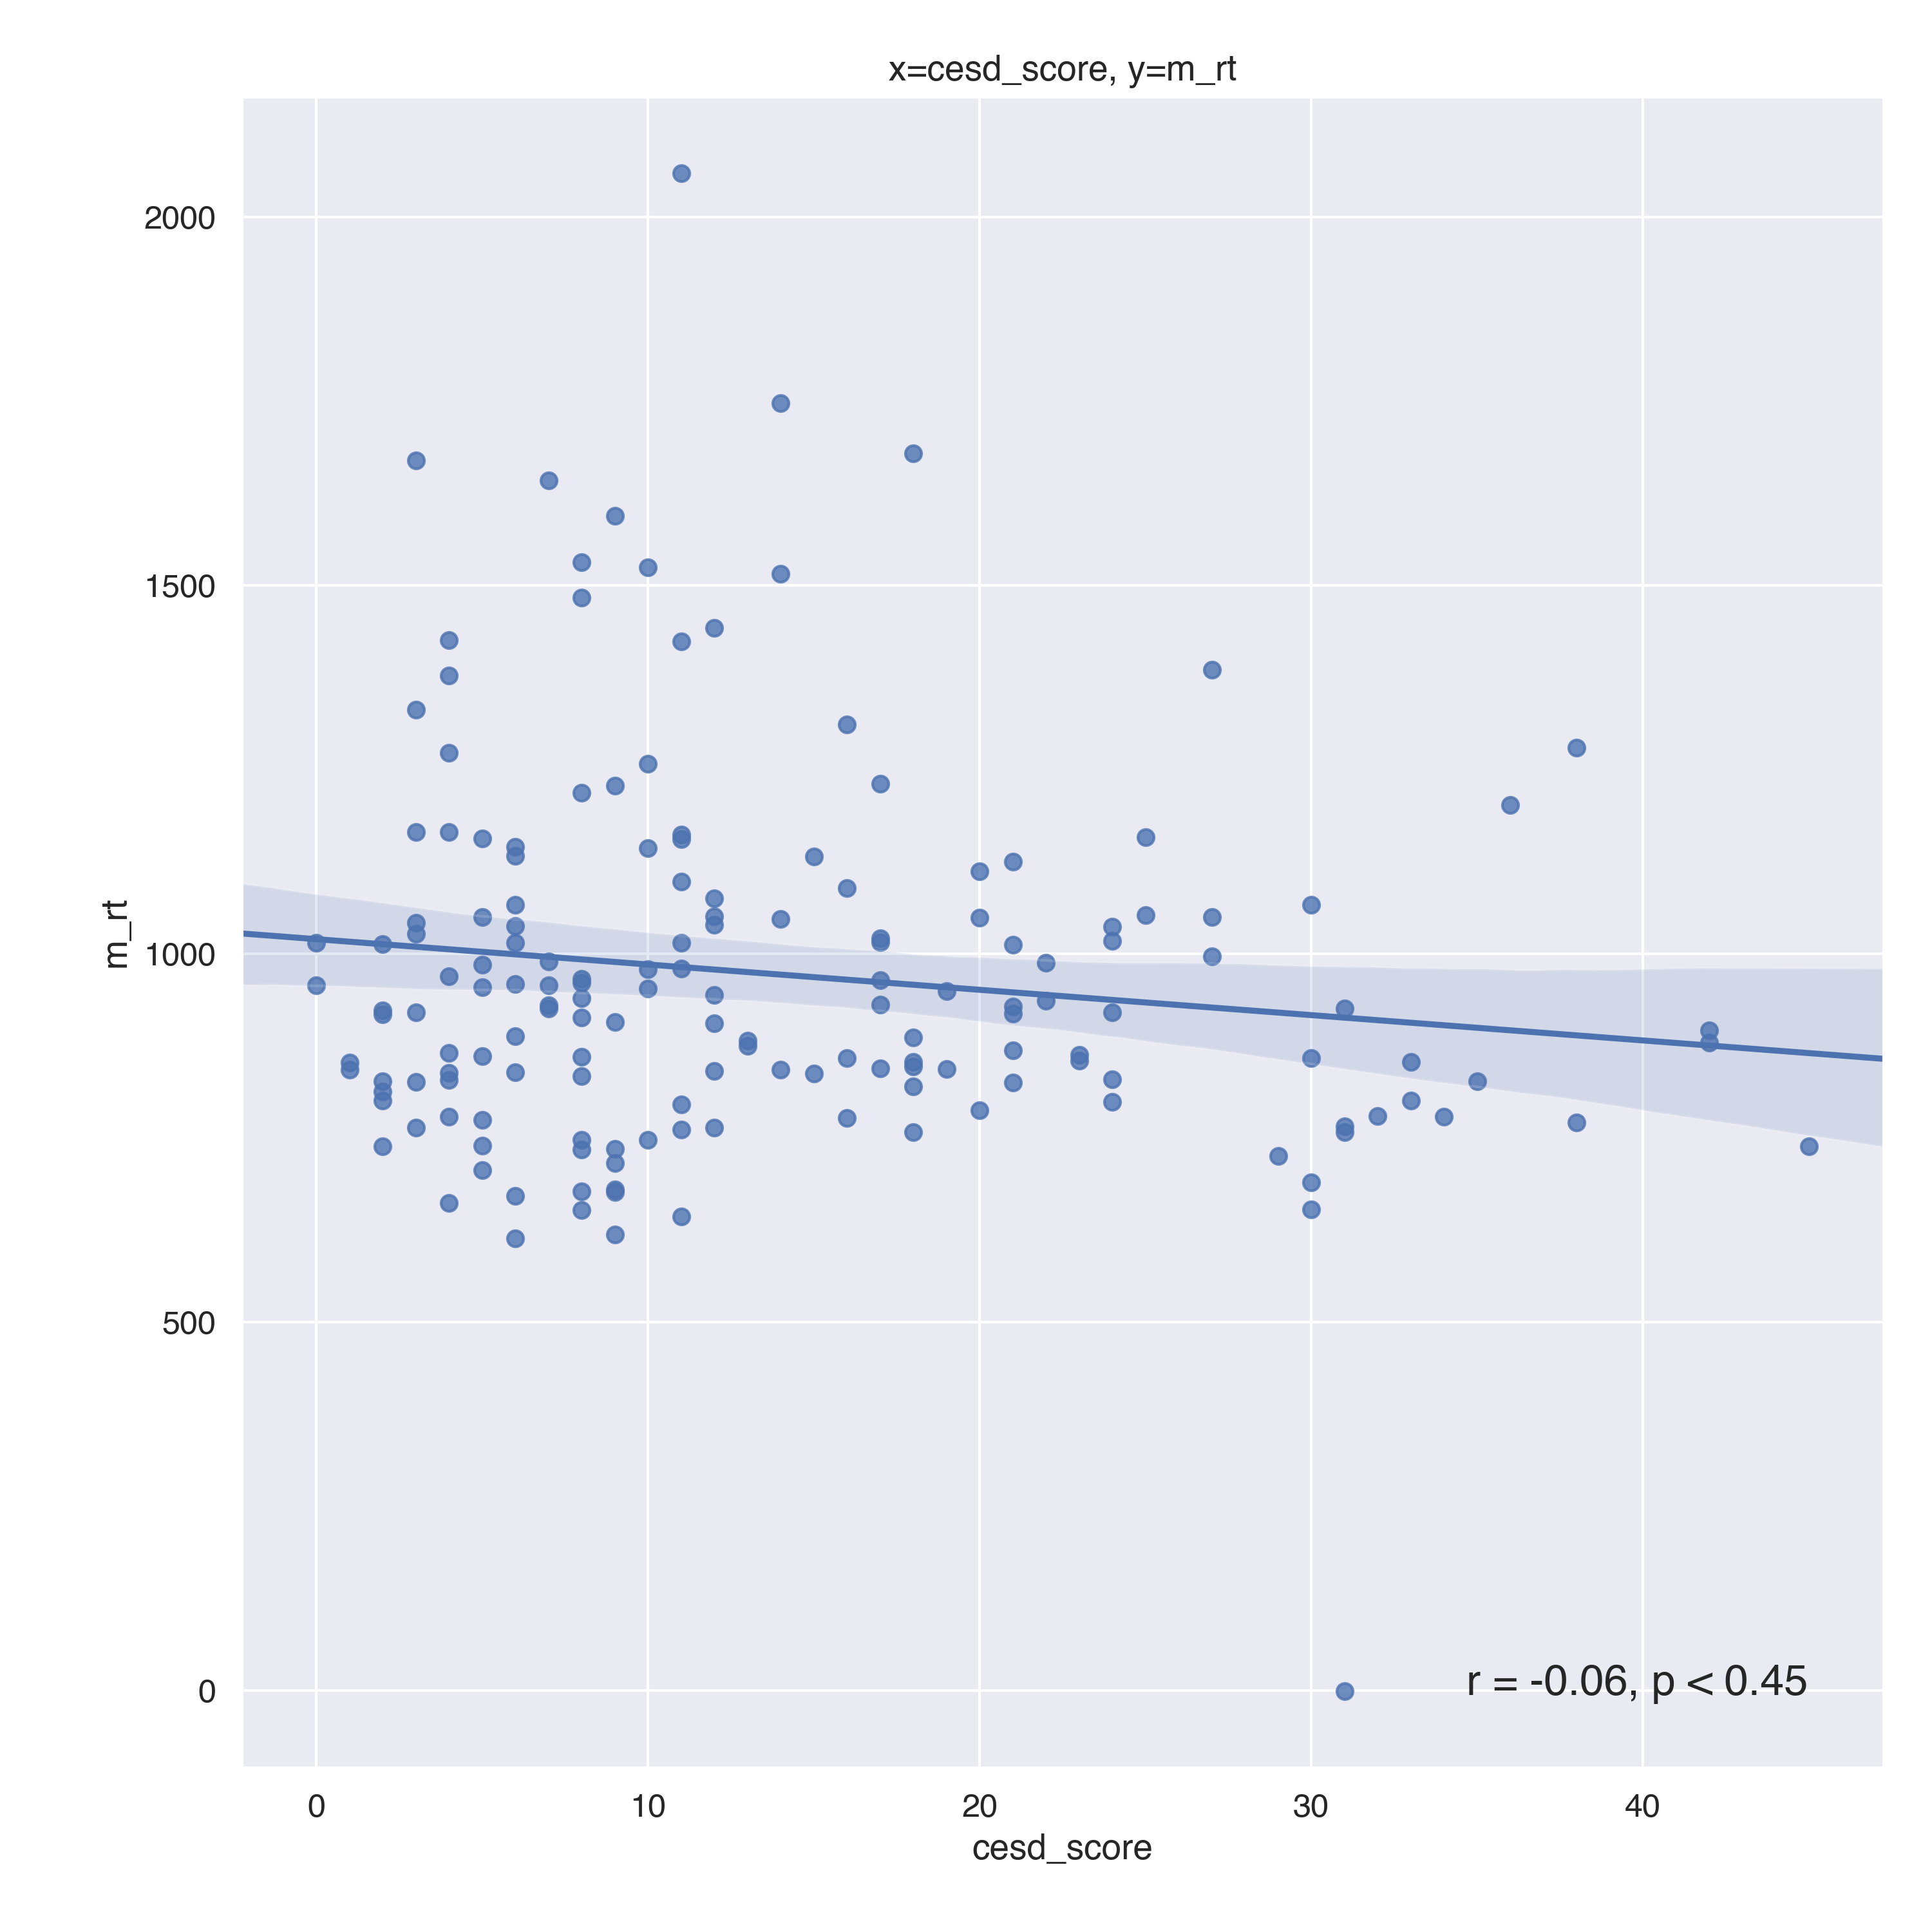 x=cesd_score, y=m_rt
2000
1500
1000
500
0
m_rt
r = -0.06, p < 0.45
0 10 20 30 40
cesd_score